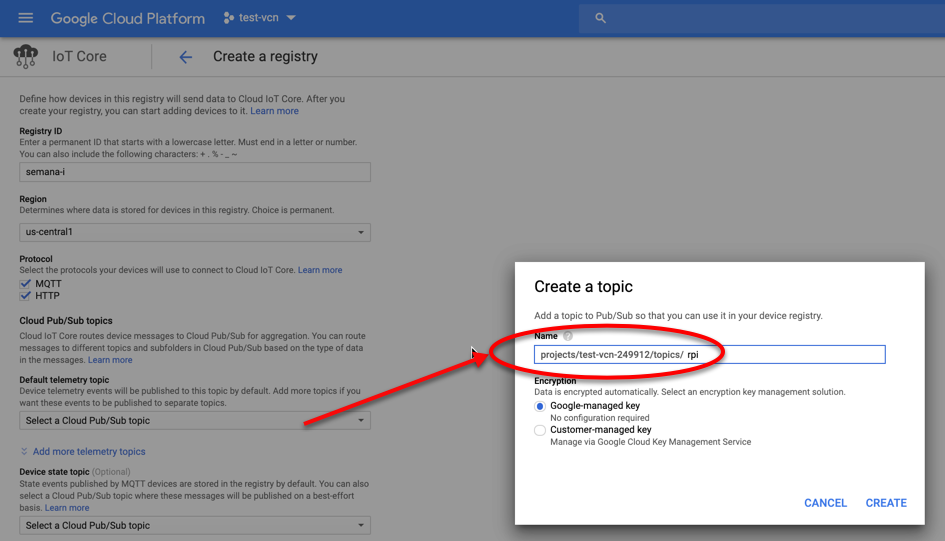 Google Cloud Platform test-vcn
IoT Core Create a registry
Define how devices in this registry will send data to Cloud IoT Core. After you
create your registry, you can start adding devices to it. Learn more
Registry ID
Enter a permanent ID that starts with a lowercase letter. Must end in a letter or number.
You can also include the following characters: + . % - _ ~
semana-i
Region
Determines where data is stored for devices in this registry. Choice is permanent.
us-central1
Protocol
Select the protocols your devices will use to connect to Cloud IoT Core. Learn more
MQTT
HTTP
Cloud Pub/Sub topics
Cloud IoT Core routes device messages to Cloud Pub/Sub for aggregation. You can route
messages to different topics and subfolders in Cloud Pub/Sub based on the type of data
in the messages. Learn more
Default telemetry topic
Device telemetry events will be published to this topic by default. Add more topics if you
want these events to be published to separate topics.
Select a Cloud Pub/Sub topic
Add more telemetry topics
Device state topic (Optional)
State events published by MQTT devices are stored in the registry by default. You can also
select a Cloud Pub/Sub topic where these messages will be published on a best-effort
basis. Learn more
Select a Cloud Pub/Sub topic
Create a topic
Add a topic to Pub/Sub so that you can use it in your device registry.
Name ?
projects/test-vcn-249912/topics/ rpi
Encryption
Data is encrypted automatically. Select an encryption key management solution.
Google-managed key
No configuration required
Customer-managed key
Manage via Google Cloud Key Management Service
CANCEL CREATE